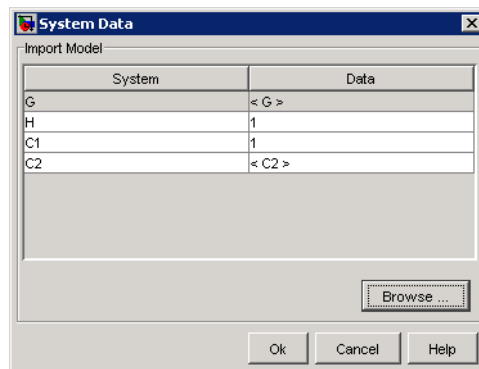 System Data
Import Model
System Data
G < G >
H 1
C1 1
C2 < C2 >
Browse ...
Ok Cancel Help